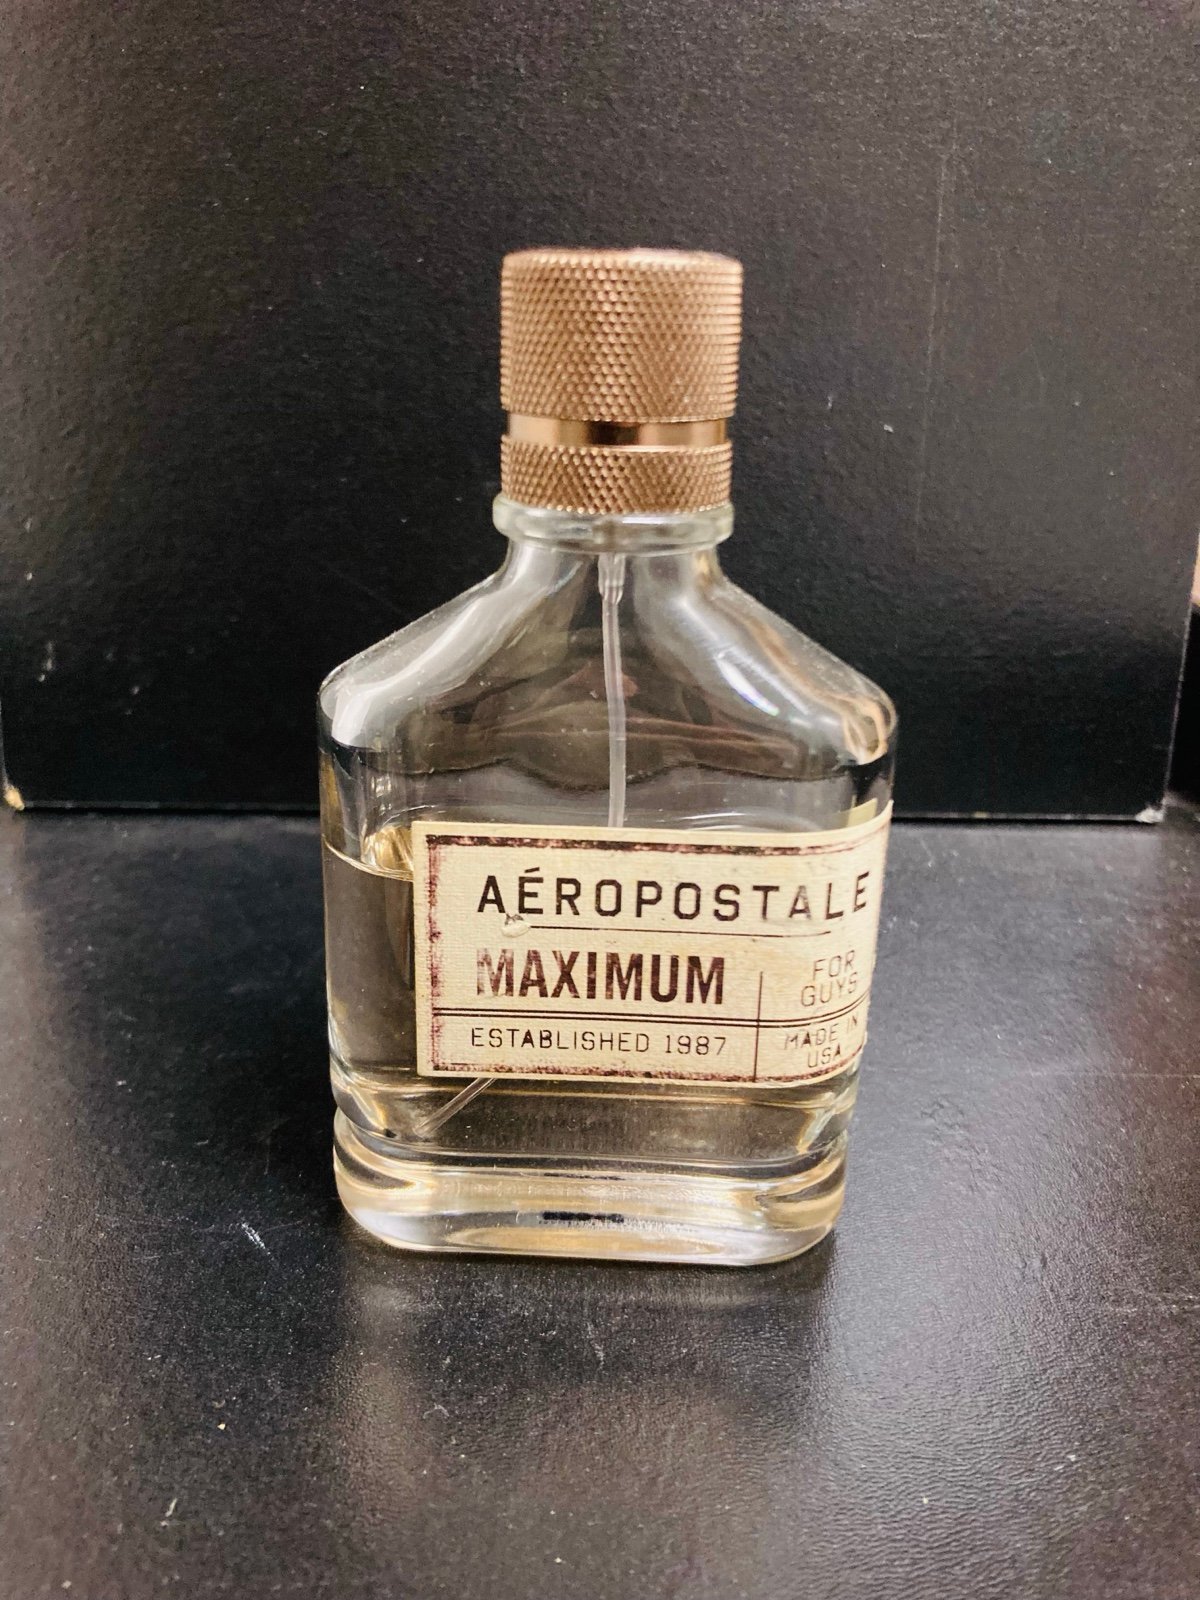 AÉROPOSTALE
MAXIMUM
FOR
GUYS
ESTABLISHED 1987
MADE IN
USA